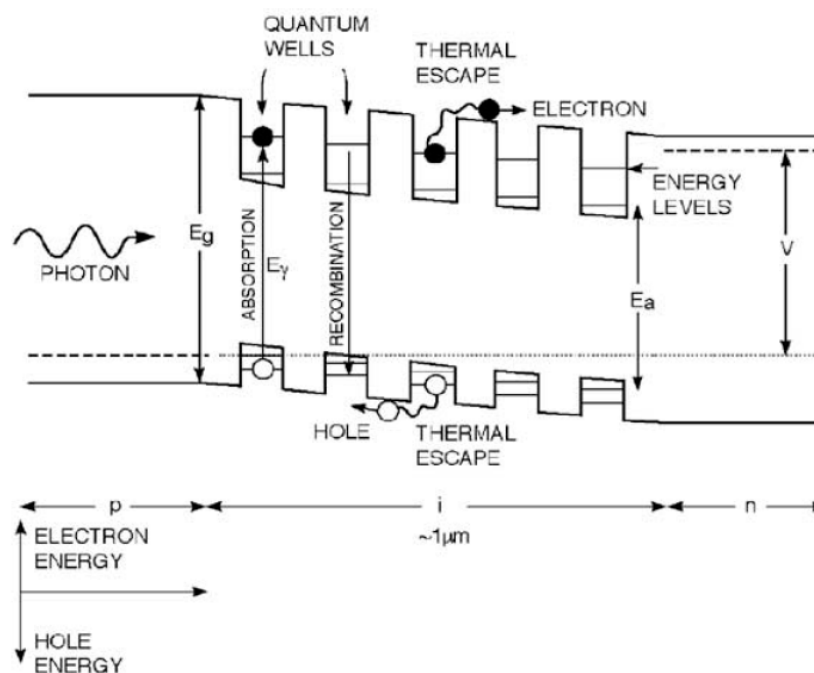 QUANTUM
WELLS
THERMAL
ESCAPE
ELECTRON
ENERGY
LEVELS
Eg
PHOTON
ABSORPTION
Eγ
RECOMBINATION
Ea
V
HOLE
THERMAL
ESCAPE
p
i
n
~1μm
ELECTRON
ENERGY
HOLE
ENERGY